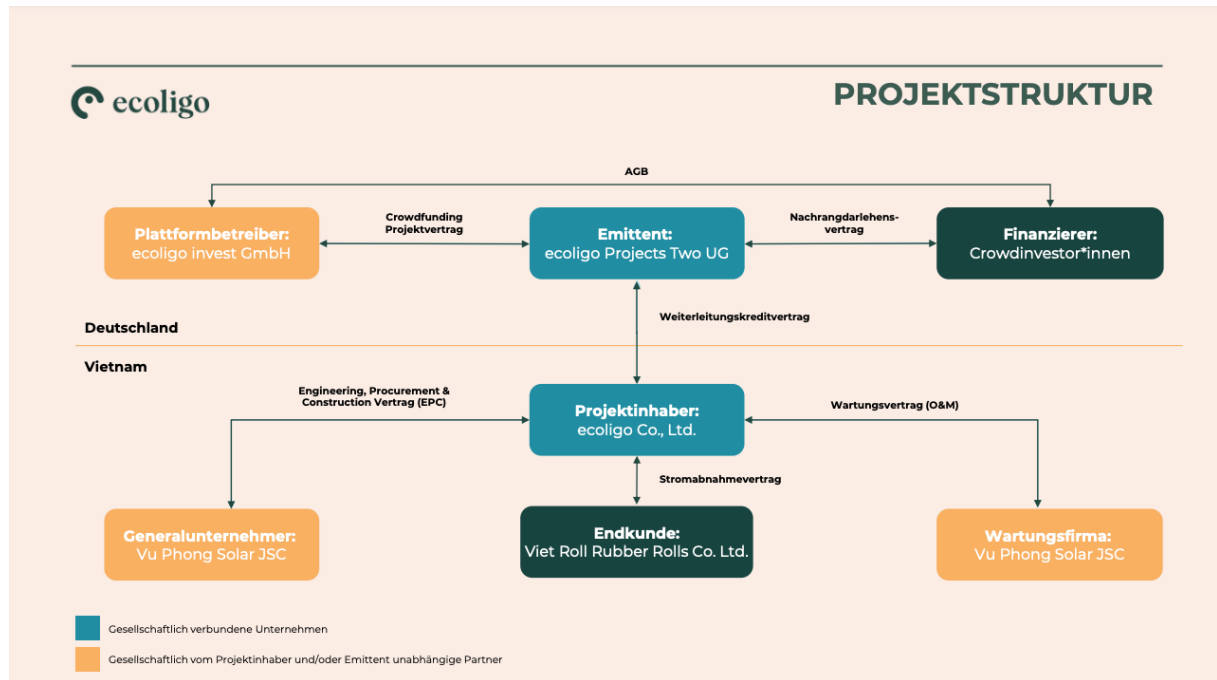 ecoligo
PROJEKTSTRUKTUR
AGB
Plattformbetreiber:
ecoligo invest GmbH
Crowdfunding
Projektvertrag
Emittent:
ecoligo Projects Two UG
Nachrangdarlehens-
vertrag
Finanzierer:
Crowdinvestor*innen
Weiterleitungskreditvertrag
Deutschland
Vietnam
Engineering, Procurement &
Construction Vertrag (EPC)
Projektinhaber:
ecoligo Co., Ltd.
Wartungsvertrag (O&M)
Stromabnahmevertrag
Generalunternehmer:
Vu Phong Solar JSC
Endkunde:
Viet Roll Rubber Rolls Co. Ltd.
Wartungsfirma:
Vu Phong Solar JSC
Gesellschaftlich verbundene Unternehmen
Gesellschaftlich vom Projektinhaber und/oder Emittent unabhängige Partner